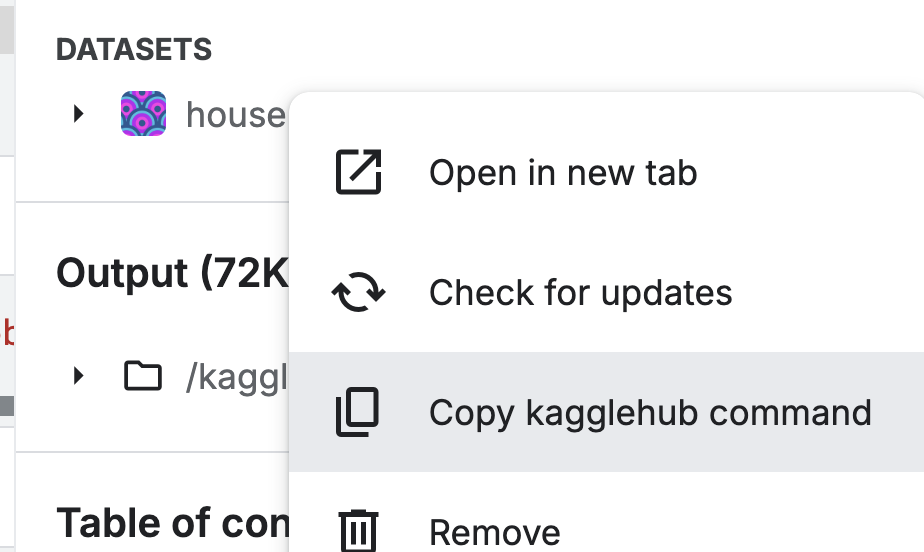 DATASETS
house
Open in new tab
Output (72K
Check for updates
/kaggl
Copy kagglehub command
Table of con
Remove